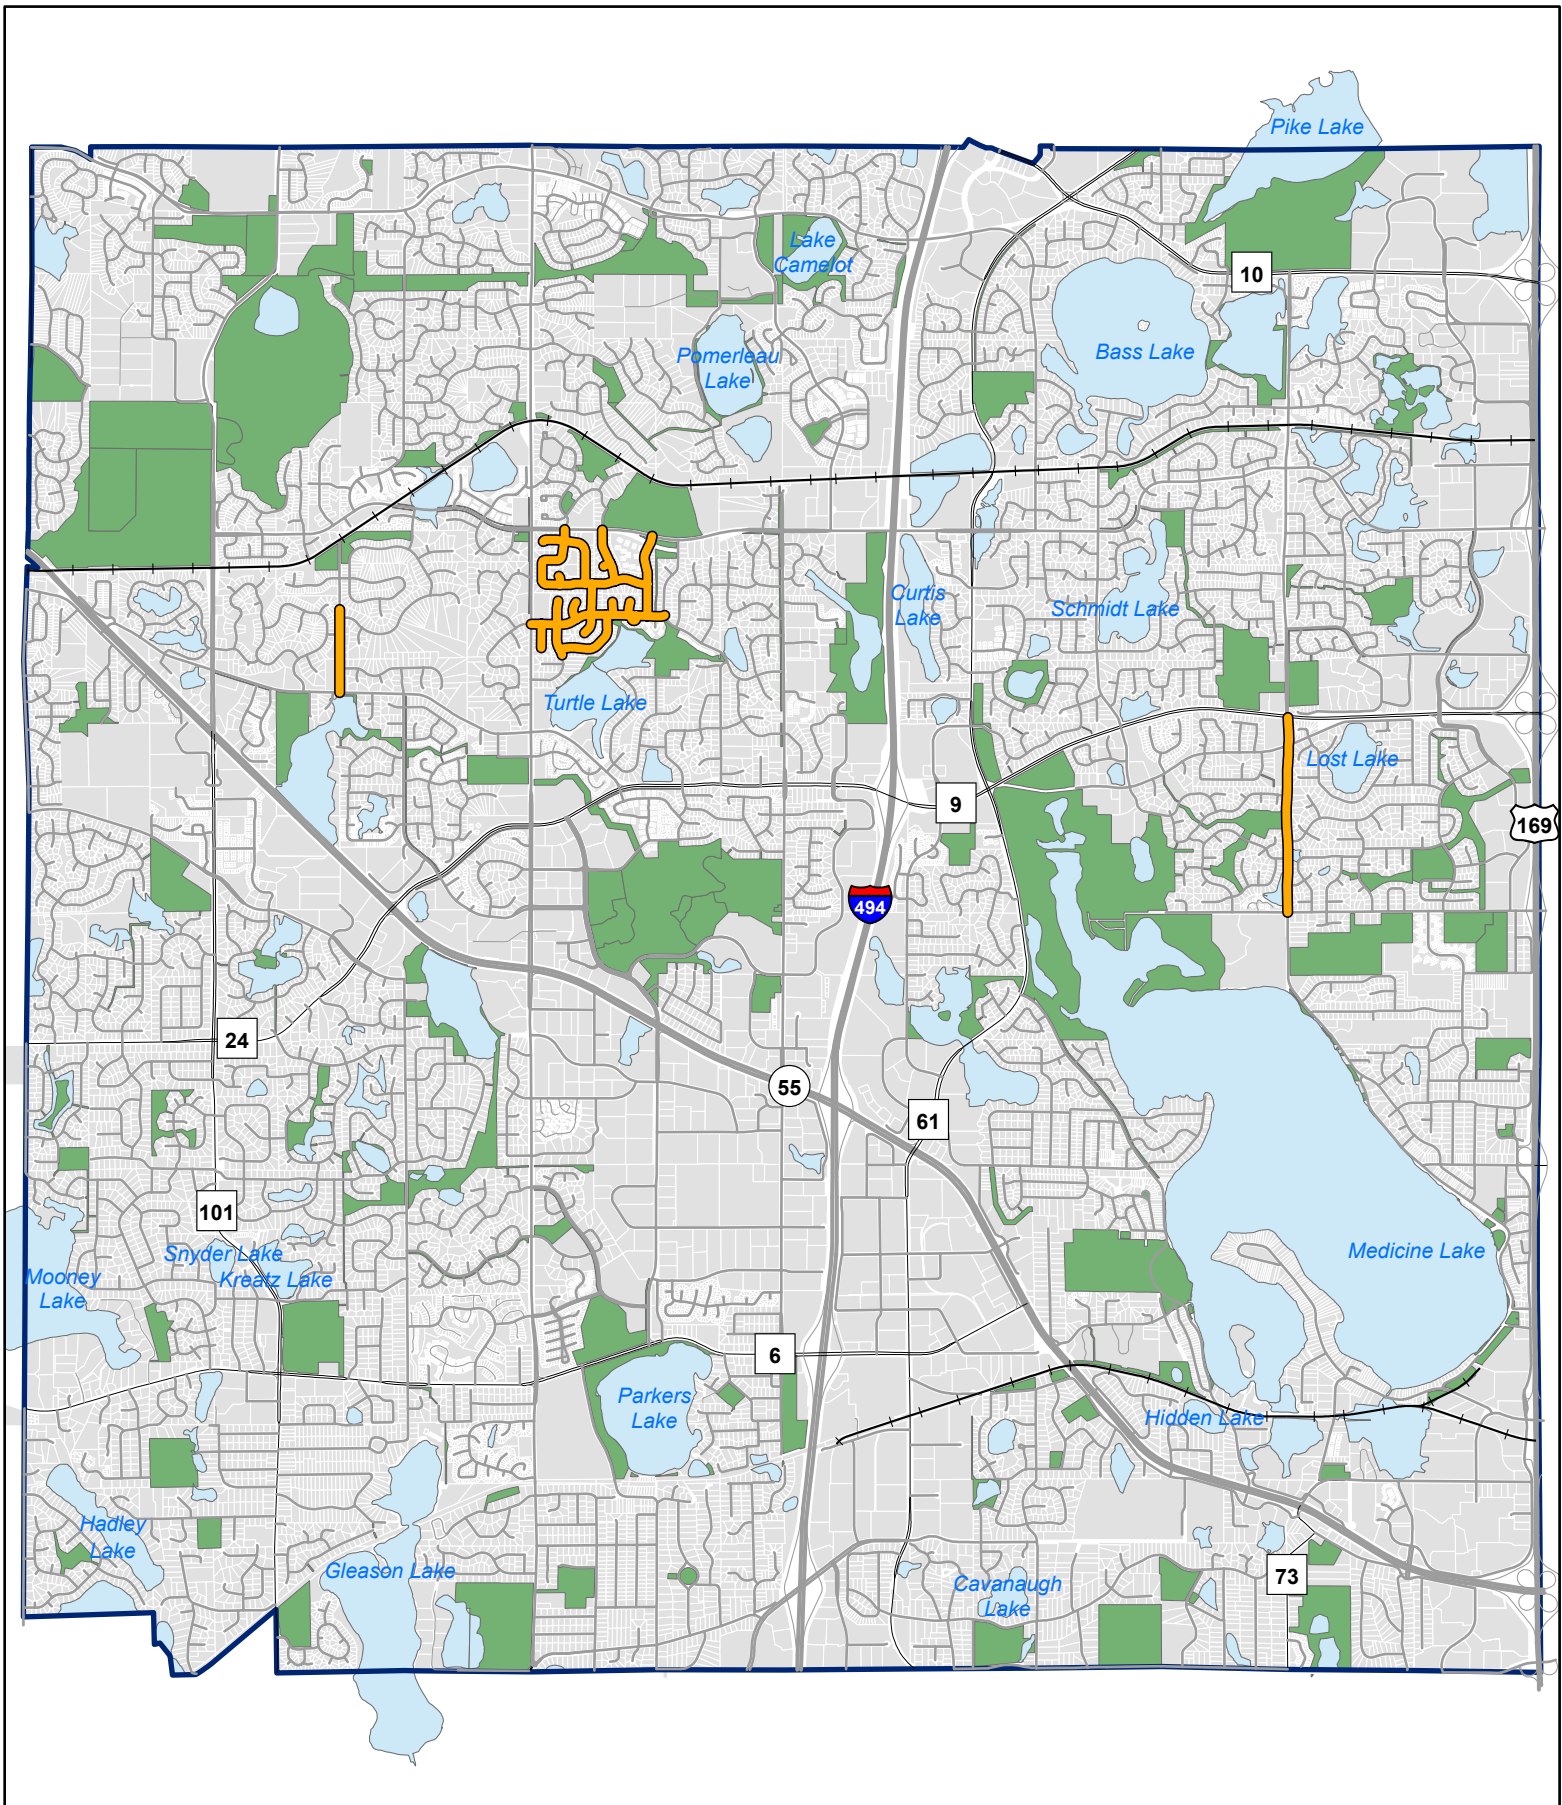 Pike Lake
Lake
Camelot
10
Pomerleau
Lake
Bass Lake
Curtis
Lake
Schmidt Lake
Turtle Lake
Lost Lake
9
169
494
24
55
61
101
Snyder Lake
Kreatz Lake
Mooney
Lake
Medicine Lake
6
Parkers
Lake
Hidden Lake
Hadley
Lake
Gleason Lake
Cavanaugh
Lake
73